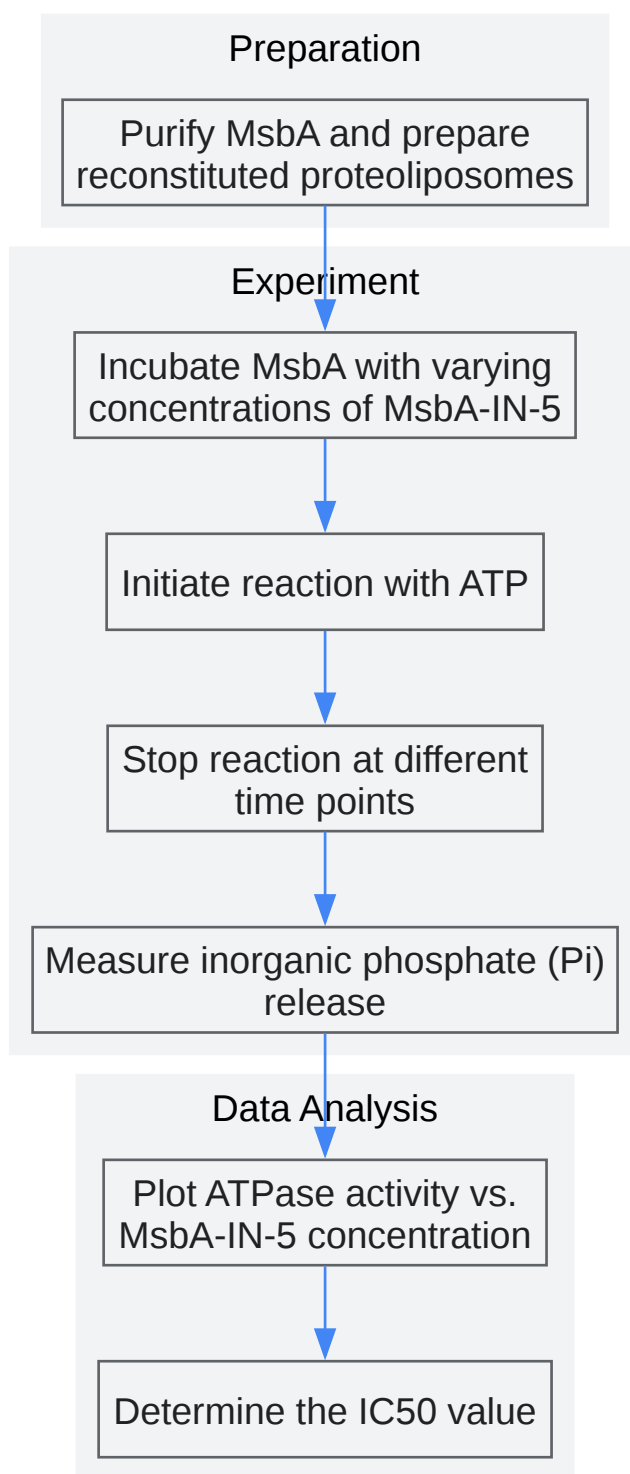 Preparation
Purify MsbA and prepare
reconstituted proteoliposomes
Experiment
Incubate MsbA with varying
concentrations of MsbA-IN-5
Initiate reaction with ATP
Stop reaction at different
time points
Measure inorganic phosphate (Pi)
release
Data Analysis
Plot ATPase activity vs.
MsbA-IN-5 concentration
Determine the IC50 value